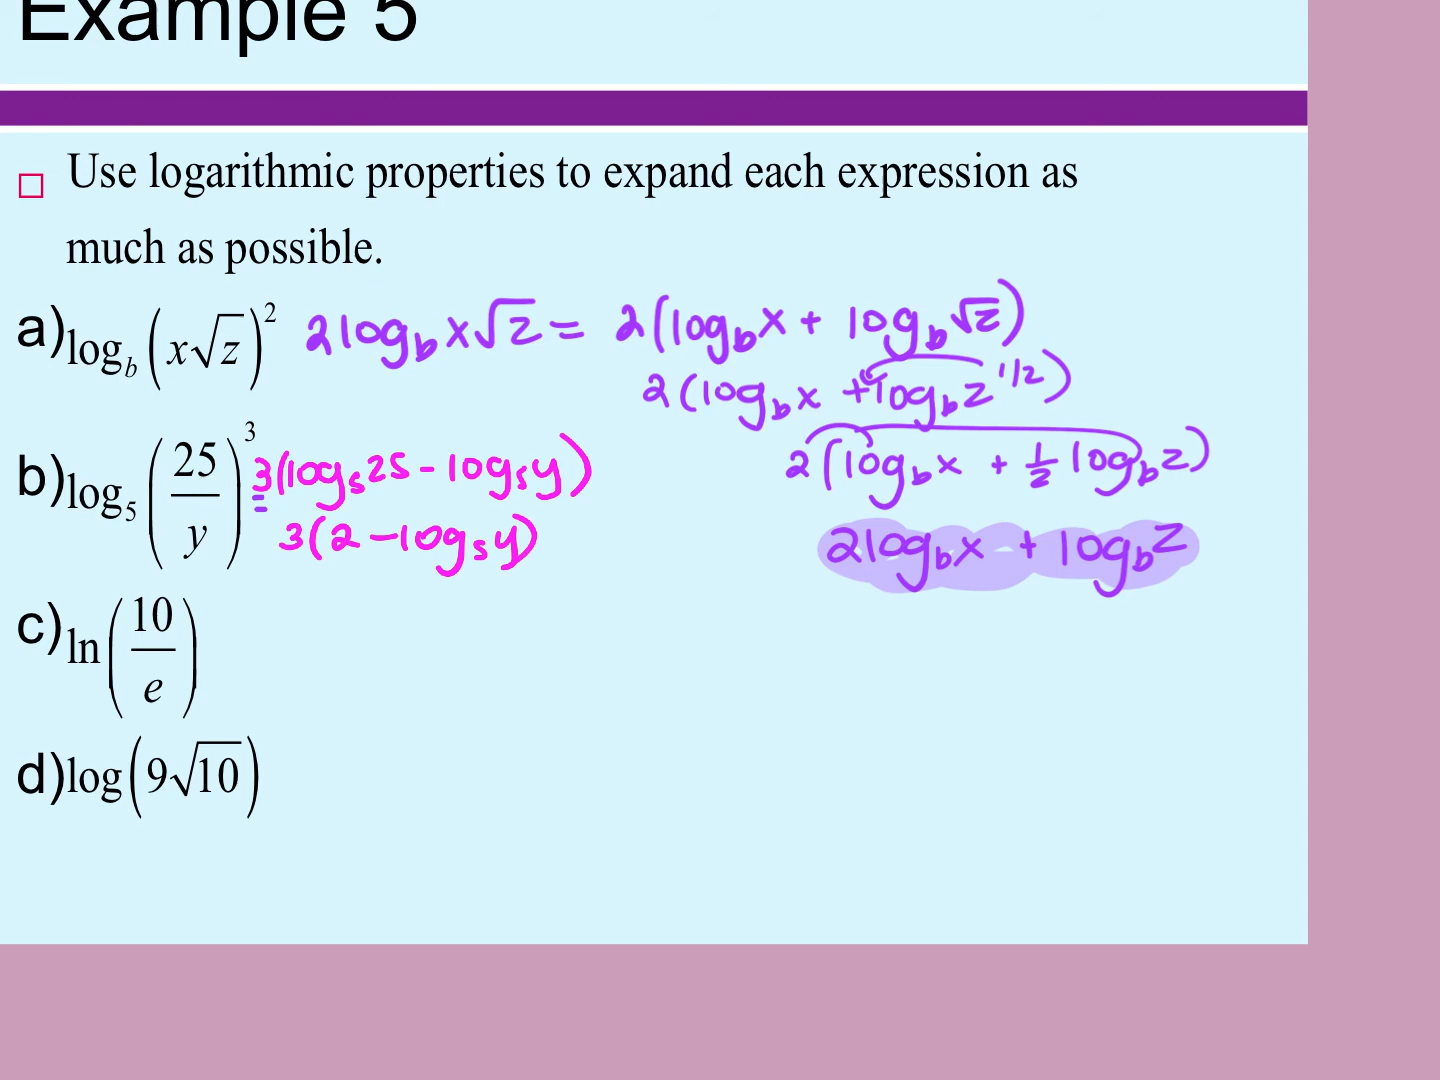 Example 5
Use logarithmic properties to expand each expression as
much as possible.
a) log_b (x√z)^2 2log_b x√z = 2(log_b x + log_b √z)
2(log_b x + log_b z^1/2)
2(log_b x + 1/2 log_b z)
2log_b x + log_b z
b) log_5 (25/y)^3 = 3(log_5 25 - log_5 y)
3(2 - log_5 y)
c) ln(10/e)
d) log(9√10)